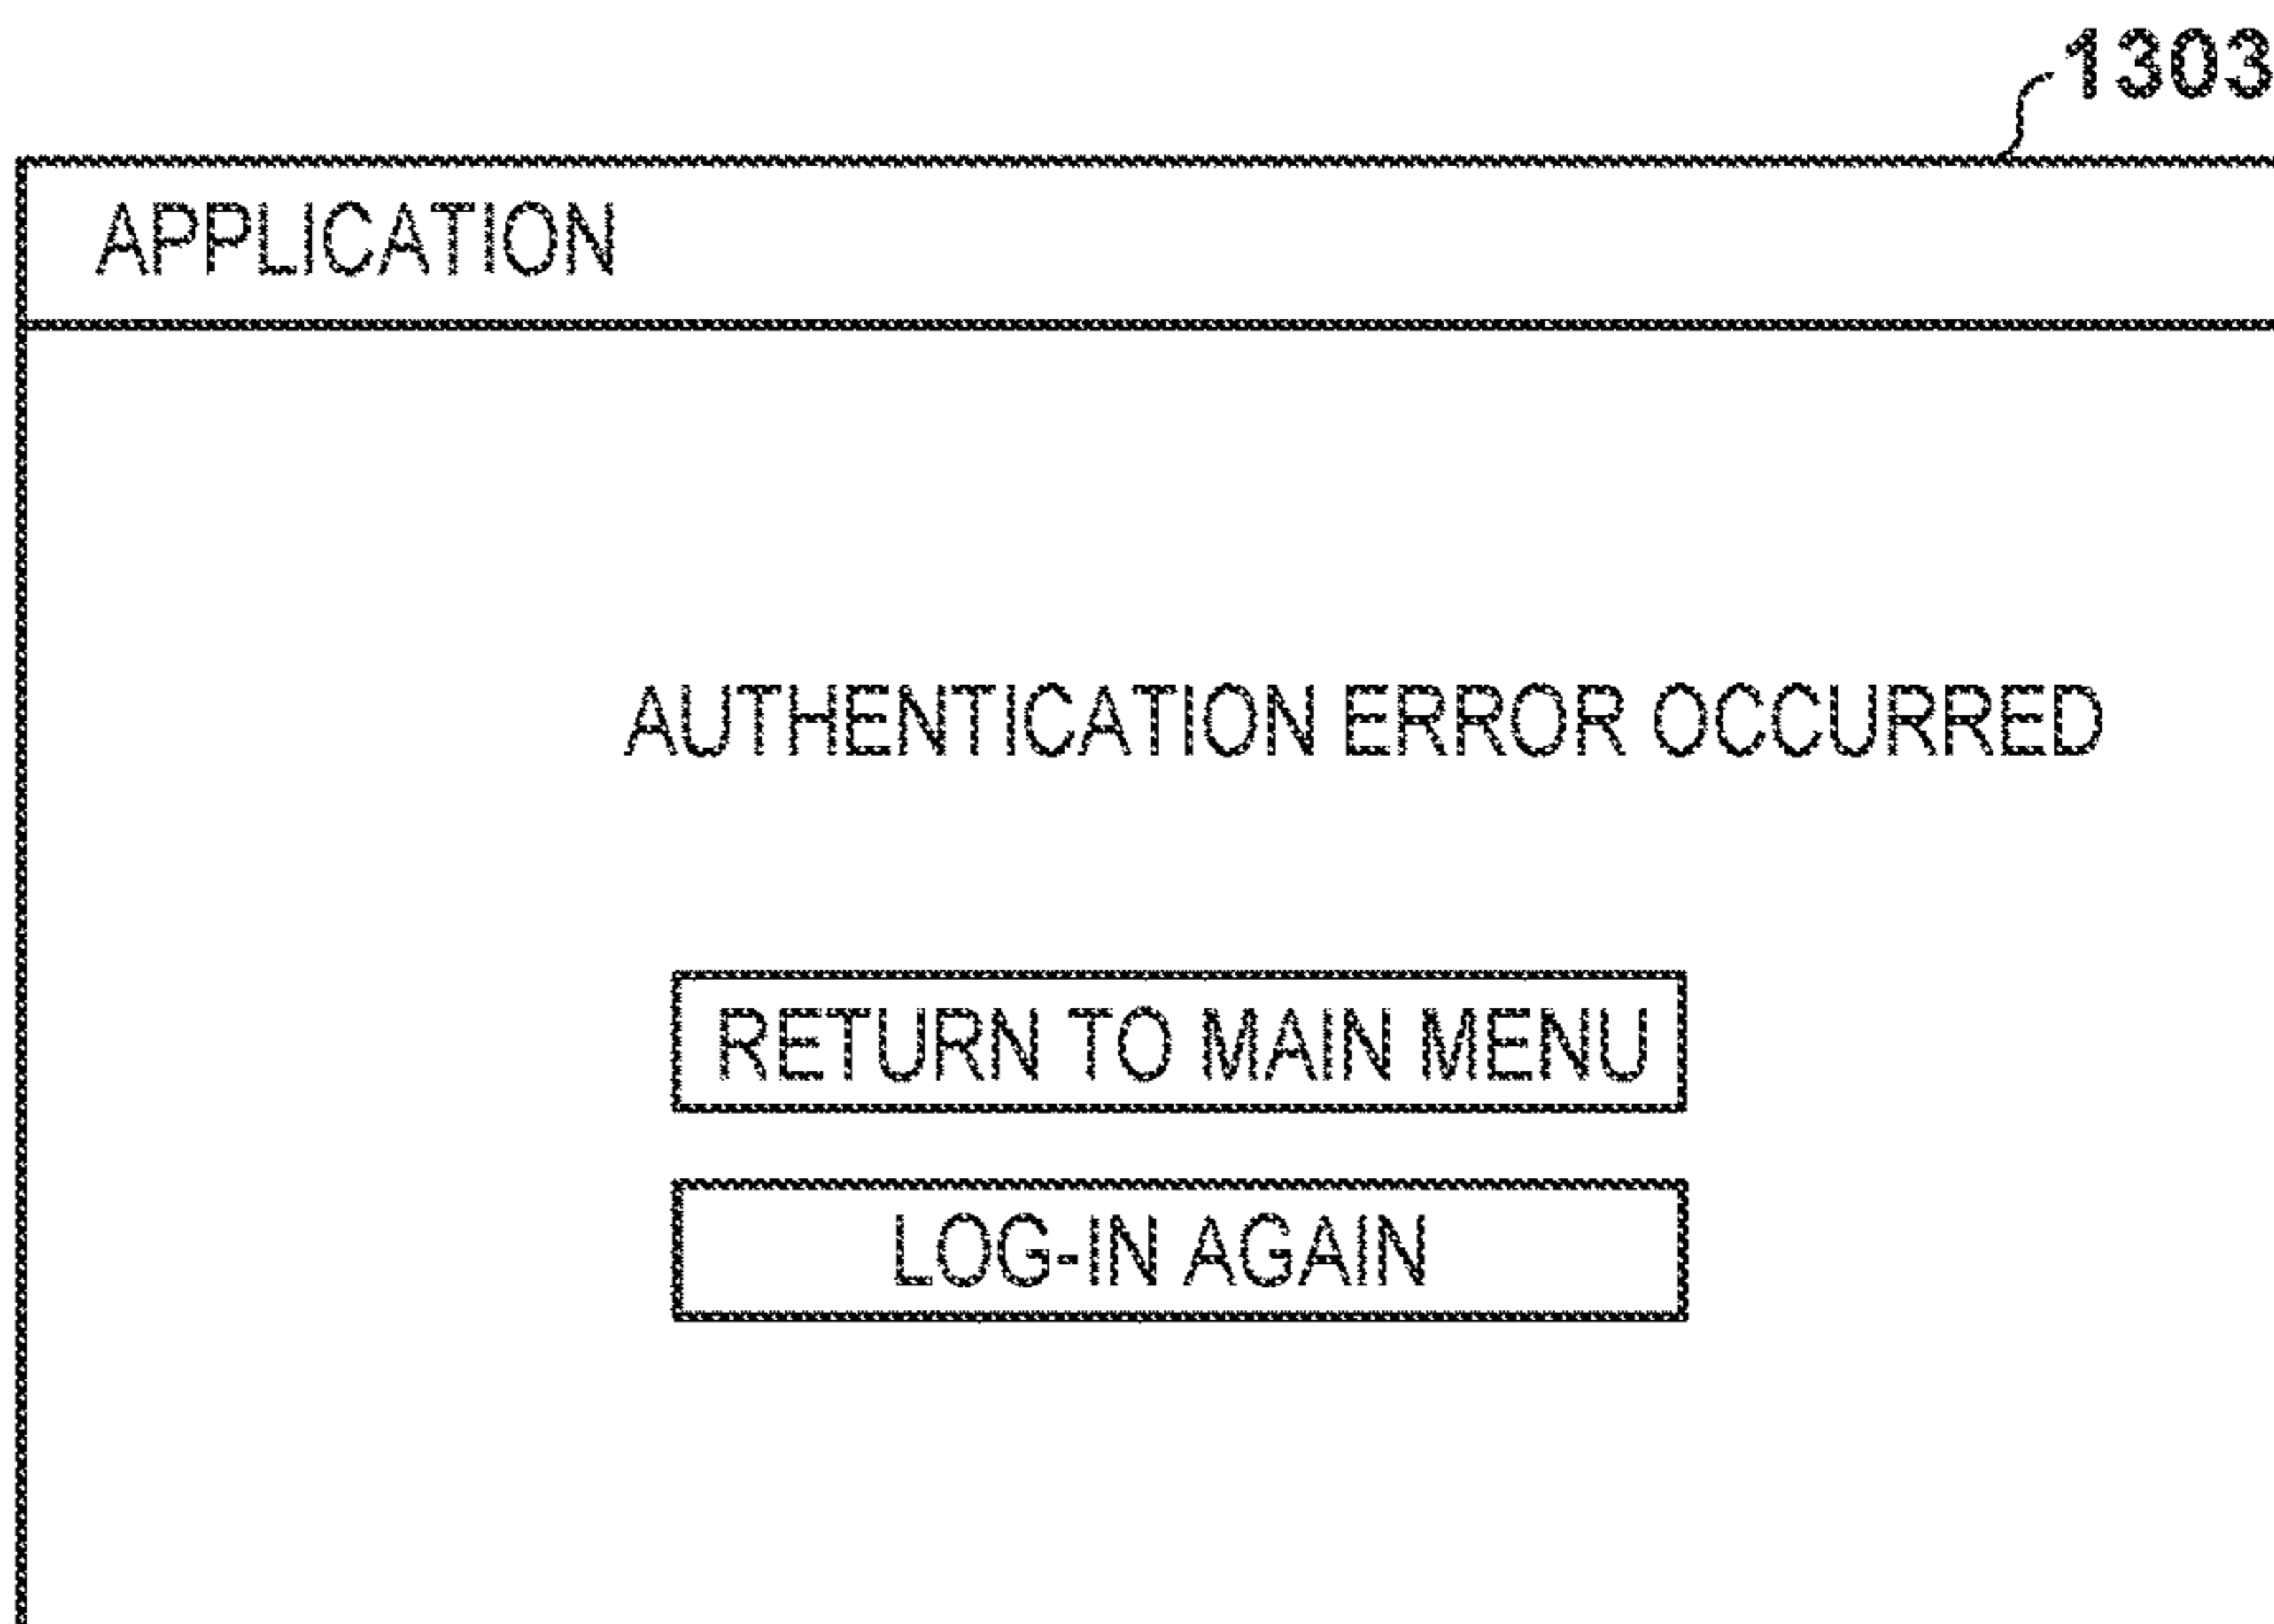 1303
APPLICATION
AUTHENTICATION ERROR OCCURRED
RETURN TO MAIN MENU
LOG-IN AGAIN